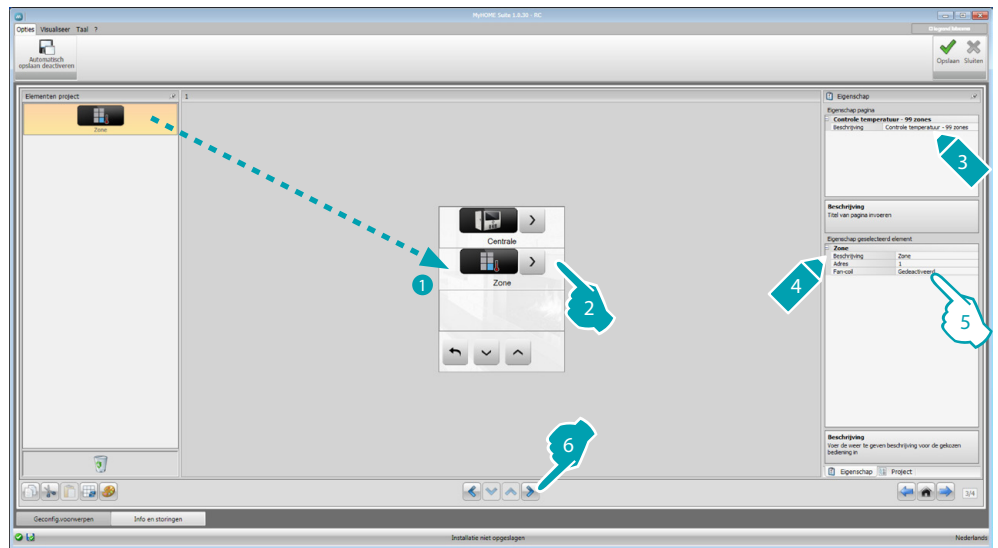 MyHOME Suite 1.0.20 - RC
Opties Visualiseer Taal ?
Automatisch
opslaan deactiveren
Opslaan Sluiten
Elementen project
1
Zone
Centrale
Zone
1
2
Eigenschap
Eigenschap pagina
Controle temperatuur - 99 zones
Beschrijving Controle temperatuur - 99 zones
3
Beschrijving
Titel van pagina invoeren
Eigenschap geselecteerd element
Zone
Beschrijving Zone
Adres 1
Fan-coil Gedeactiveerd
4
5
Beschrijving
Voer de weer te geven beschrijving voor de gekozen
bediening in
Eigenschap Project
6
3/4
Geconfig.voorwerpen Info en storingen
Installatie niet opgeslagen
Nederlands